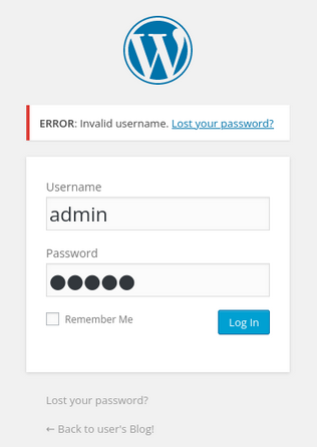 ERROR: Invalid username. Lost your password?
Username
admin
Password
Remember Me
Log In
Lost your password?
← Back to user's Blog!